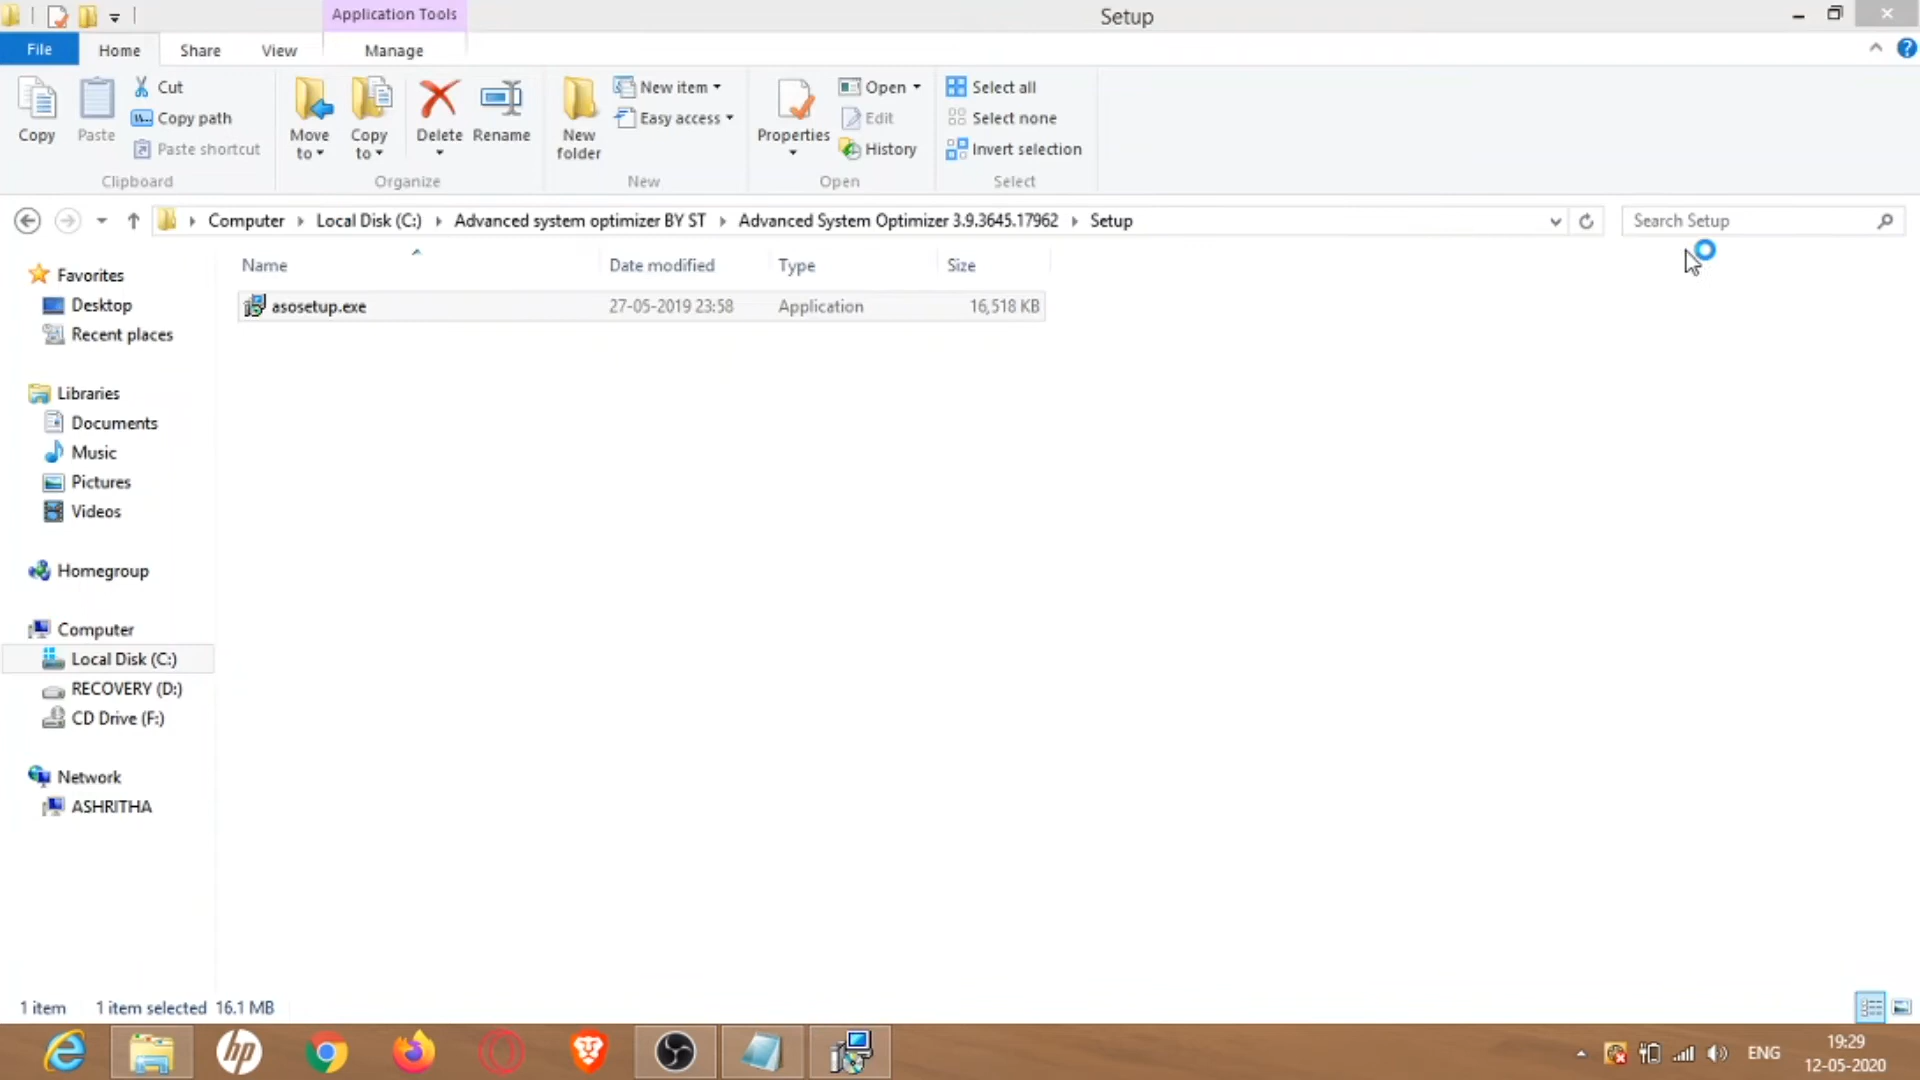 Application Tools
Setup
File
Home
Share
View
Manage
Copy
Paste
Cut
Copy path
Paste shortcut
Clipboard
Move to
Copy to
Delete
Rename
Organize
New folder
New item
Easy access
New
Properties
Open
Edit
History
Open
Select all
Select none
Invert selection
Select
Computer
Local Disk (C:)
Advanced system optimizer BY ST
Advanced System Optimizer 3.9.3645.17962
Setup
Search Setup
Name
Date modified
Type
Size
asosetup.exe
27-05-2019 23:58
Application
16,518 KB
Favorites
Desktop
Recent places
Libraries
Documents
Music
Pictures
Videos
Homegroup
Computer
Local Disk (C:)
RECOVERY (D:)
CD Drive (F:)
Network
ASHRITHA
1 item
1 item selected 16.1 MB
hp
ENG
19:29
12-05-2020